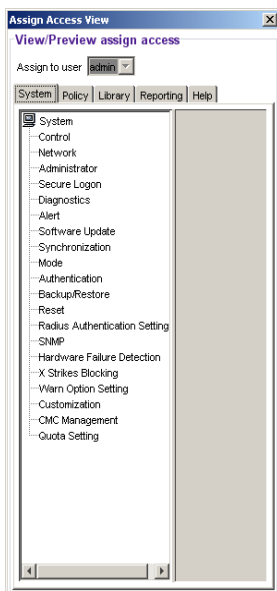 Assign Access View
View/Preview assign access
Assign to user admin
System Policy Library Reporting Help
System
Control
Network
Administrator
Secure Logon
Diagnostics
Alert
Software Update
Synchronization
Mode
Authentication
Backup/Restore
Reset
Radius Authentication Setting
SNMP
Hardware Failure Detection
X Strikes Blocking
Warn Option Setting
Customization
CMC Management
Quota Setting